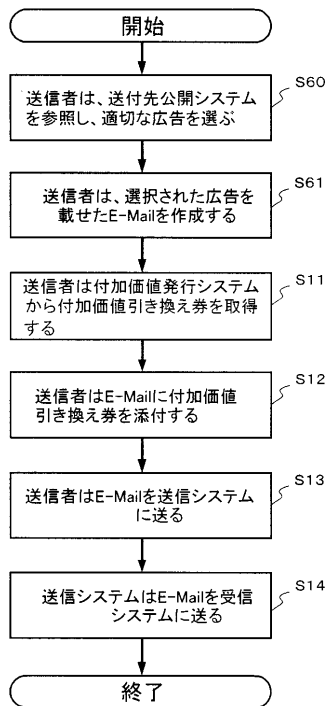 開始
送信者は、送付先公開システム
を参照し、適切な広告を選ぶ
S60
送信者は、選択された広告を
載せたE-Mailを作成する
S61
送信者は付加価値発行システム
から付加価値引き換え券を取得
する
S11
送信者はE-Mailに付加価値
引き換え券を添付する
S12
送信者はE-Mailを送信システム
に送る
S13
送信システムはE-Mailを受信
システムに送る
S14
終了